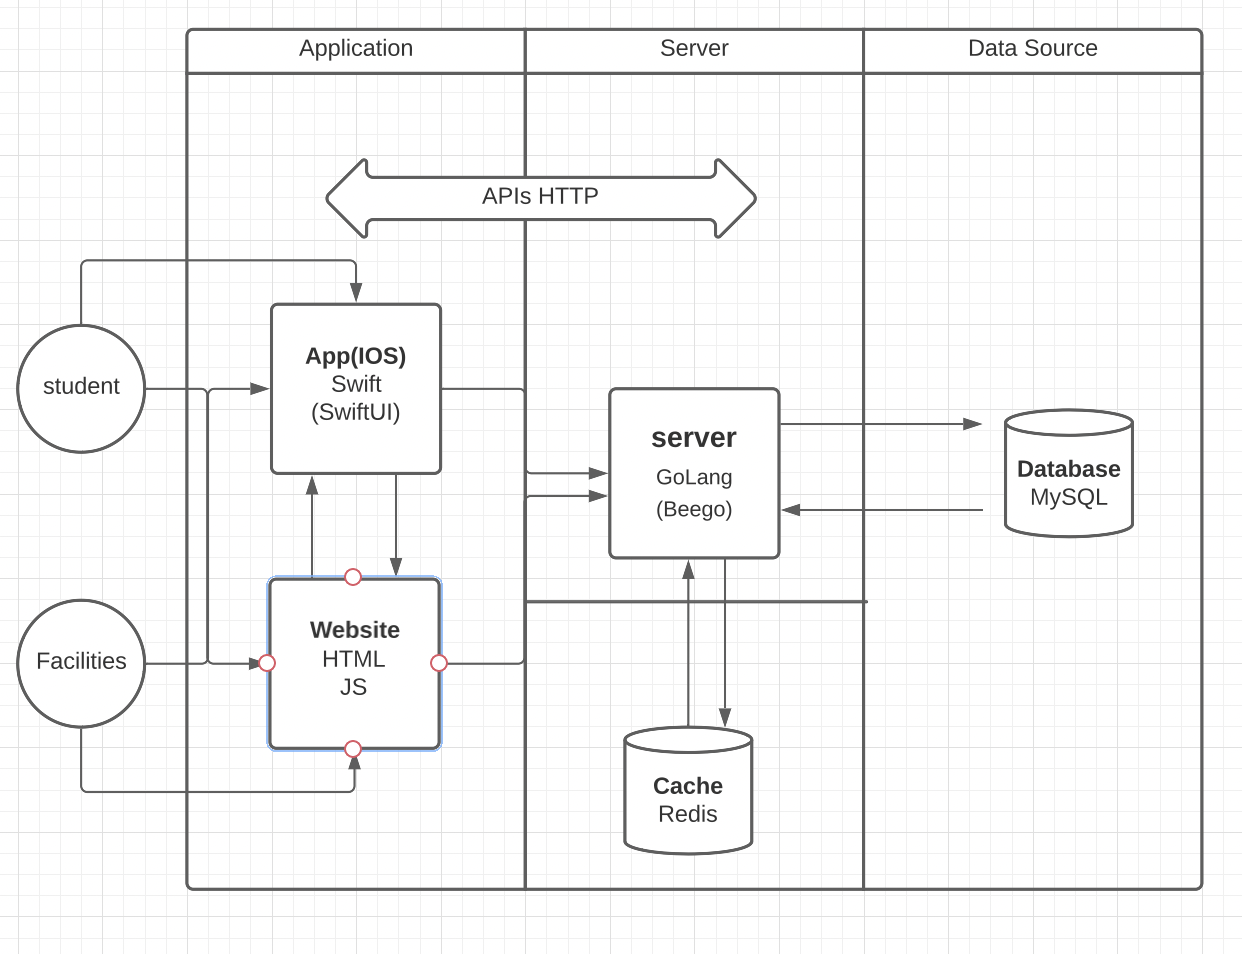 Application
Server
Data Source
APIs HTTP
student
App(IOS)
Swift
(SwiftUI)
server
GoLang
(Beego)
Database
MySQL
Facilities
Website
HTML
JS
Cache
Redis